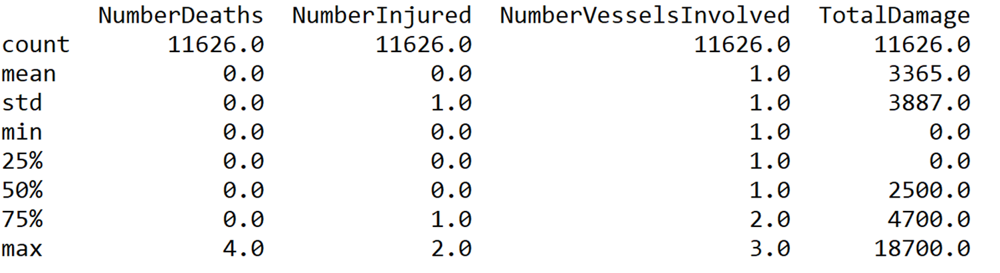 NumberDeaths NumberInjured NumberVesselsInvolved TotalDamage
count 11626.0 11626.0 11626.0 11626.0
mean 0.0 0.0 1.0 3365.0
std 0.0 1.0 1.0 3887.0
min 0.0 0.0 1.0 0.0
25% 0.0 0.0 1.0 0.0
50% 0.0 0.0 1.0 2500.0
75% 0.0 1.0 2.0 4700.0
max 4.0 2.0 3.0 18700.0